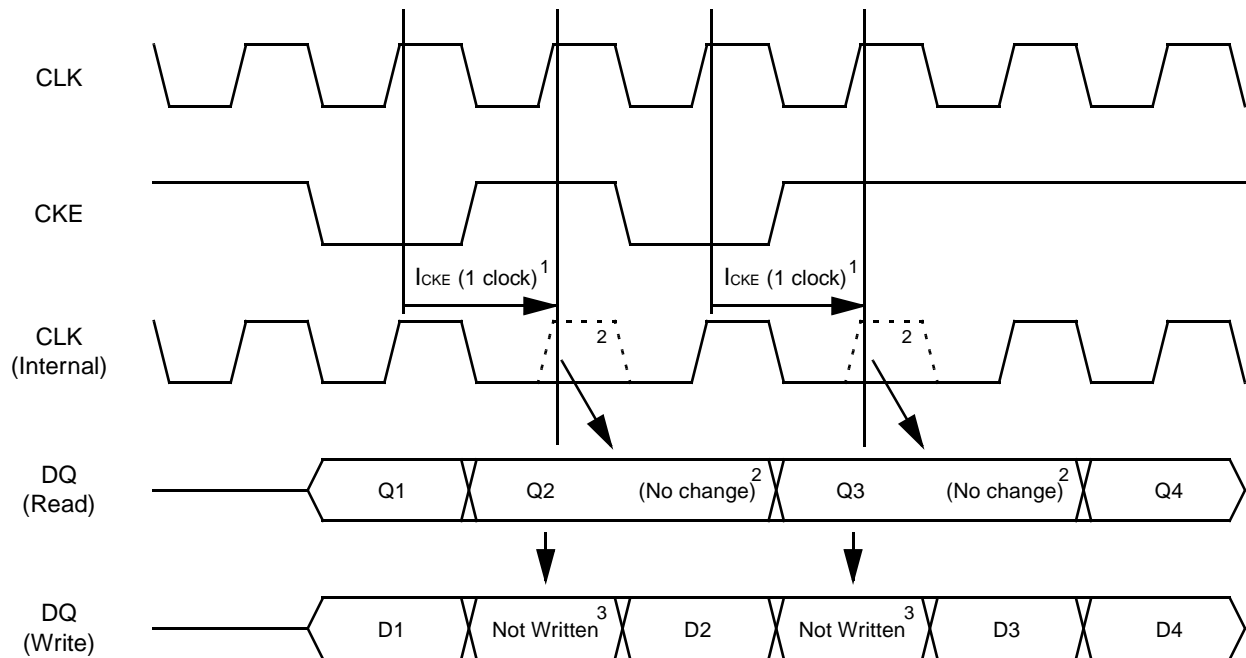 CLK
CKE
ICKE (1 clock)1
ICKE (1 clock)1
CLK
(Internal)
2
2
DQ
(Read)
Q1
Q2
(No change)2
Q3
(No change)2
Q4
DQ
(Write)
D1
Not Written3
D2
Not Written3
D3
D4